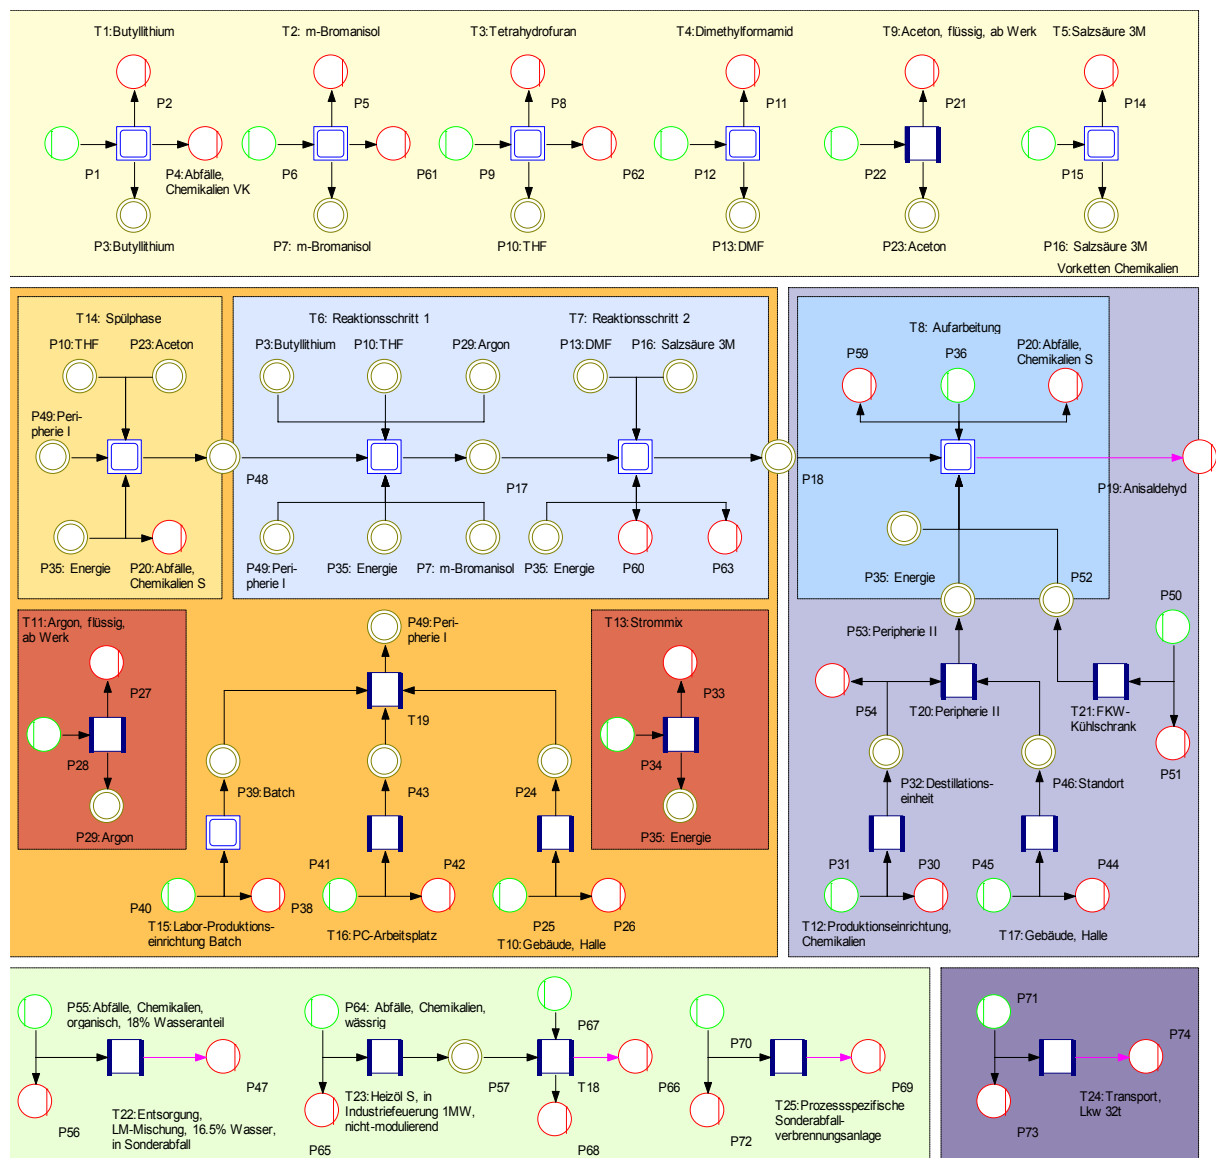 T1:Butyllithium
T2: m-Bromanisol
T3:Tetrahydrofuran
T4:Dimethylformamid
T9:Aceton, flüssig, ab Werk
T5:Salzsäure 3M
P2
P5
P8
P11
P21
P14
P1
P4:Abfälle,
Chemikalien VK
P6
P61
P9
P62
P12
P22
P15
P3:Butyllithium
P7: m-Bromanisol
P10:THF
P13:DMF
P23:Aceton
P16: Salzsäure 3M
Vorketten Chemikalien
T14: Spülphase
P10:THF
P23:Aceton
P49:Peri-
pherie I
P48
P35: Energie
P20:Abfälle,
Chemikalien S
T6: Reaktionsschritt 1
T7: Reaktionsschritt 2
P3:Butyllithium
P10:THF
P29:Argon
P13:DMF
P16: Salzsäure 3M
P17
P18
P49:Peri-
pherie I
P35: Energie
P7: m-Bromanisol
P35: Energie
P60
P63
T8: Aufarbeitung
P59
P36
P20:Abfälle,
Chemikalien S
P19:Anisaldehyd
P35: Energie
P52
P50
P53:Peripherie II
P54
T20:Peripherie II
T21:FKW-
Kühlschrank
P51
P32:Destillations-
einheit
P46:Standort
P31
P30
P45
P44
T12:Produktionseinrichtung,
Chemikalien
T17:Gebäude, Halle
T11:Argon, flüssig,
ab Werk
P27
P28
P29:Argon
P49:Peri-
pherie I
T19
P39:Batch
P43
P24
T13:Strommix
P33
P34
P35: Energie
P40
P38
P41
P42
P25
P26
T15:Labor-Produktions-
einrichtung Batch
T16:PC-Arbeitsplatz
T10:Gebäude, Halle
P55:Abfälle, Chemikalien,
organisch, 18% Wasseranteil
P47
P56
T22:Entsorgung,
LM-Mischung, 16.5% Wasser,
in Sonderabfall
P64: Abfälle, Chemikalien,
wässrig
P57
T23:Heizöl S, in
Industriefeuerung 1MW,
nicht-modulierend
P65
P67
T18
P66
P68
P70
P69
P72
T25:Prozessspezifische
Sonderabfall-
verbrennungsanlage
P71
P74
P73
T24:Transport,
Lkw 32t